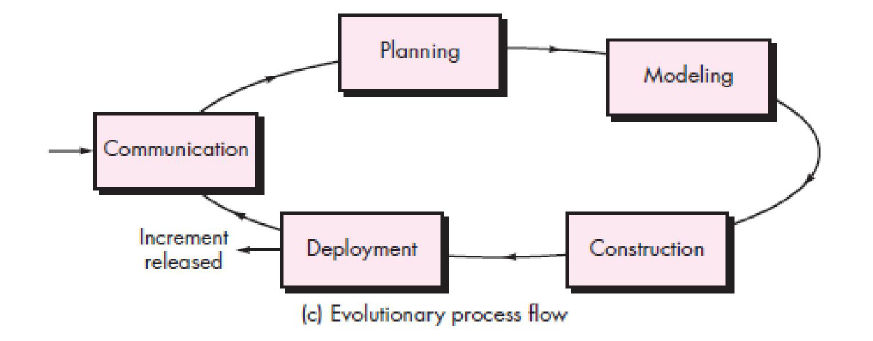 Planning
Modeling
Communication
Increment
released
Deployment
Construction
(c) Evolutionary process flow